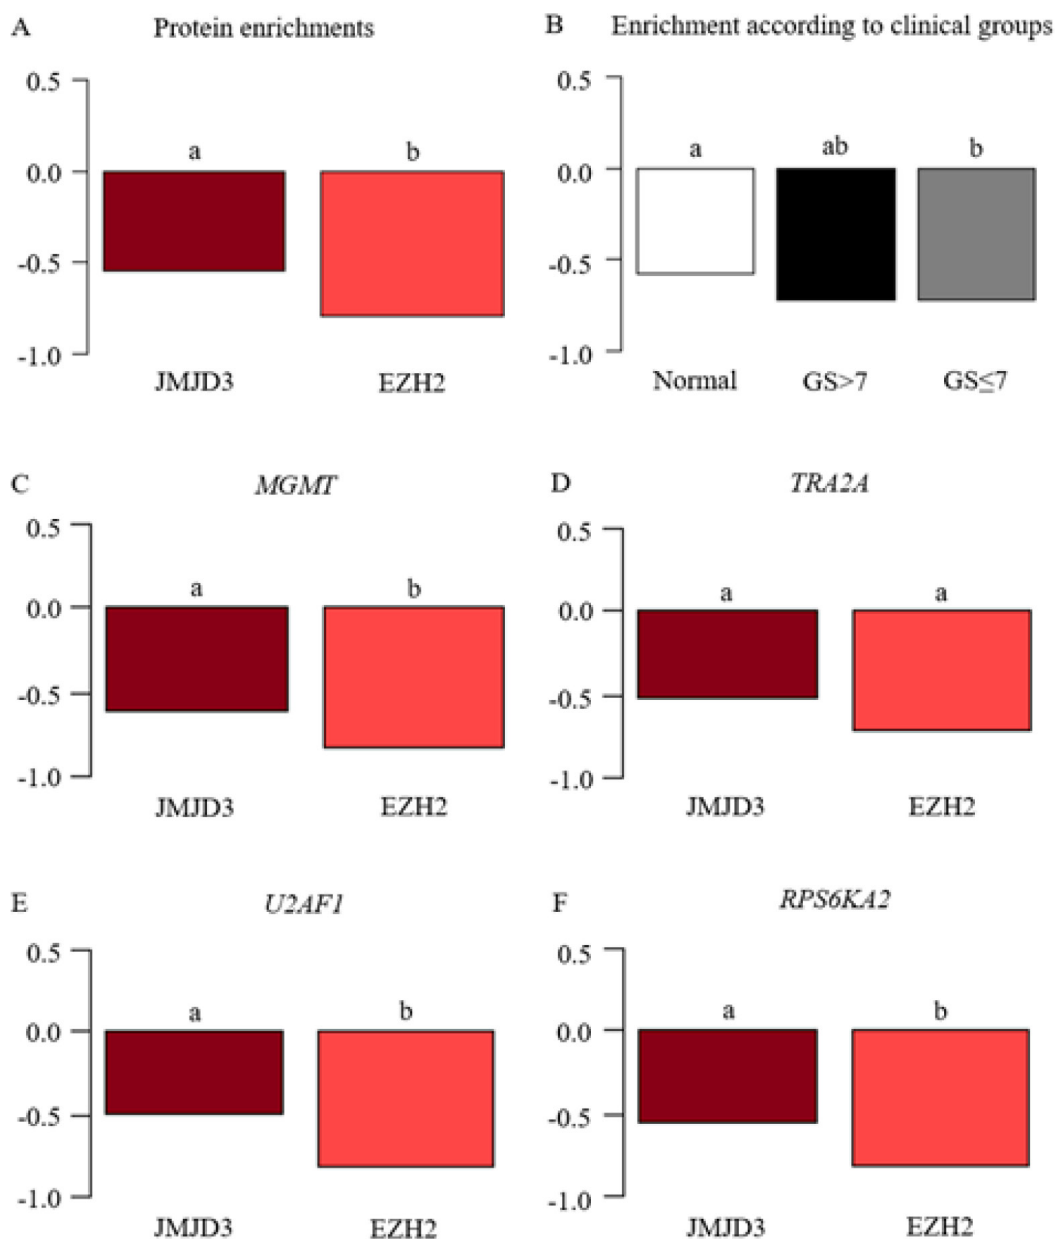 A Protein enrichments
0.5
0.0
-0.5
-1.0
a b
JMJD3 EZH2
B Enrichment according to clinical groups
0.5
0.0
-0.5
-1.0
a ab b
Normal GS>7 GS≤7
C MGMT
0.5
0.0
-0.5
-1.0
a b
JMJD3 EZH2
D TRA2A
0.5
0.0
-0.5
-1.0
a a
JMJD3 EZH2
E U2AF1
0.5
0.0
-0.5
-1.0
a b
JMJD3 EZH2
F RPS6KA2
0.5
0.0
-0.5
-1.0
a b
JMJD3 EZH2